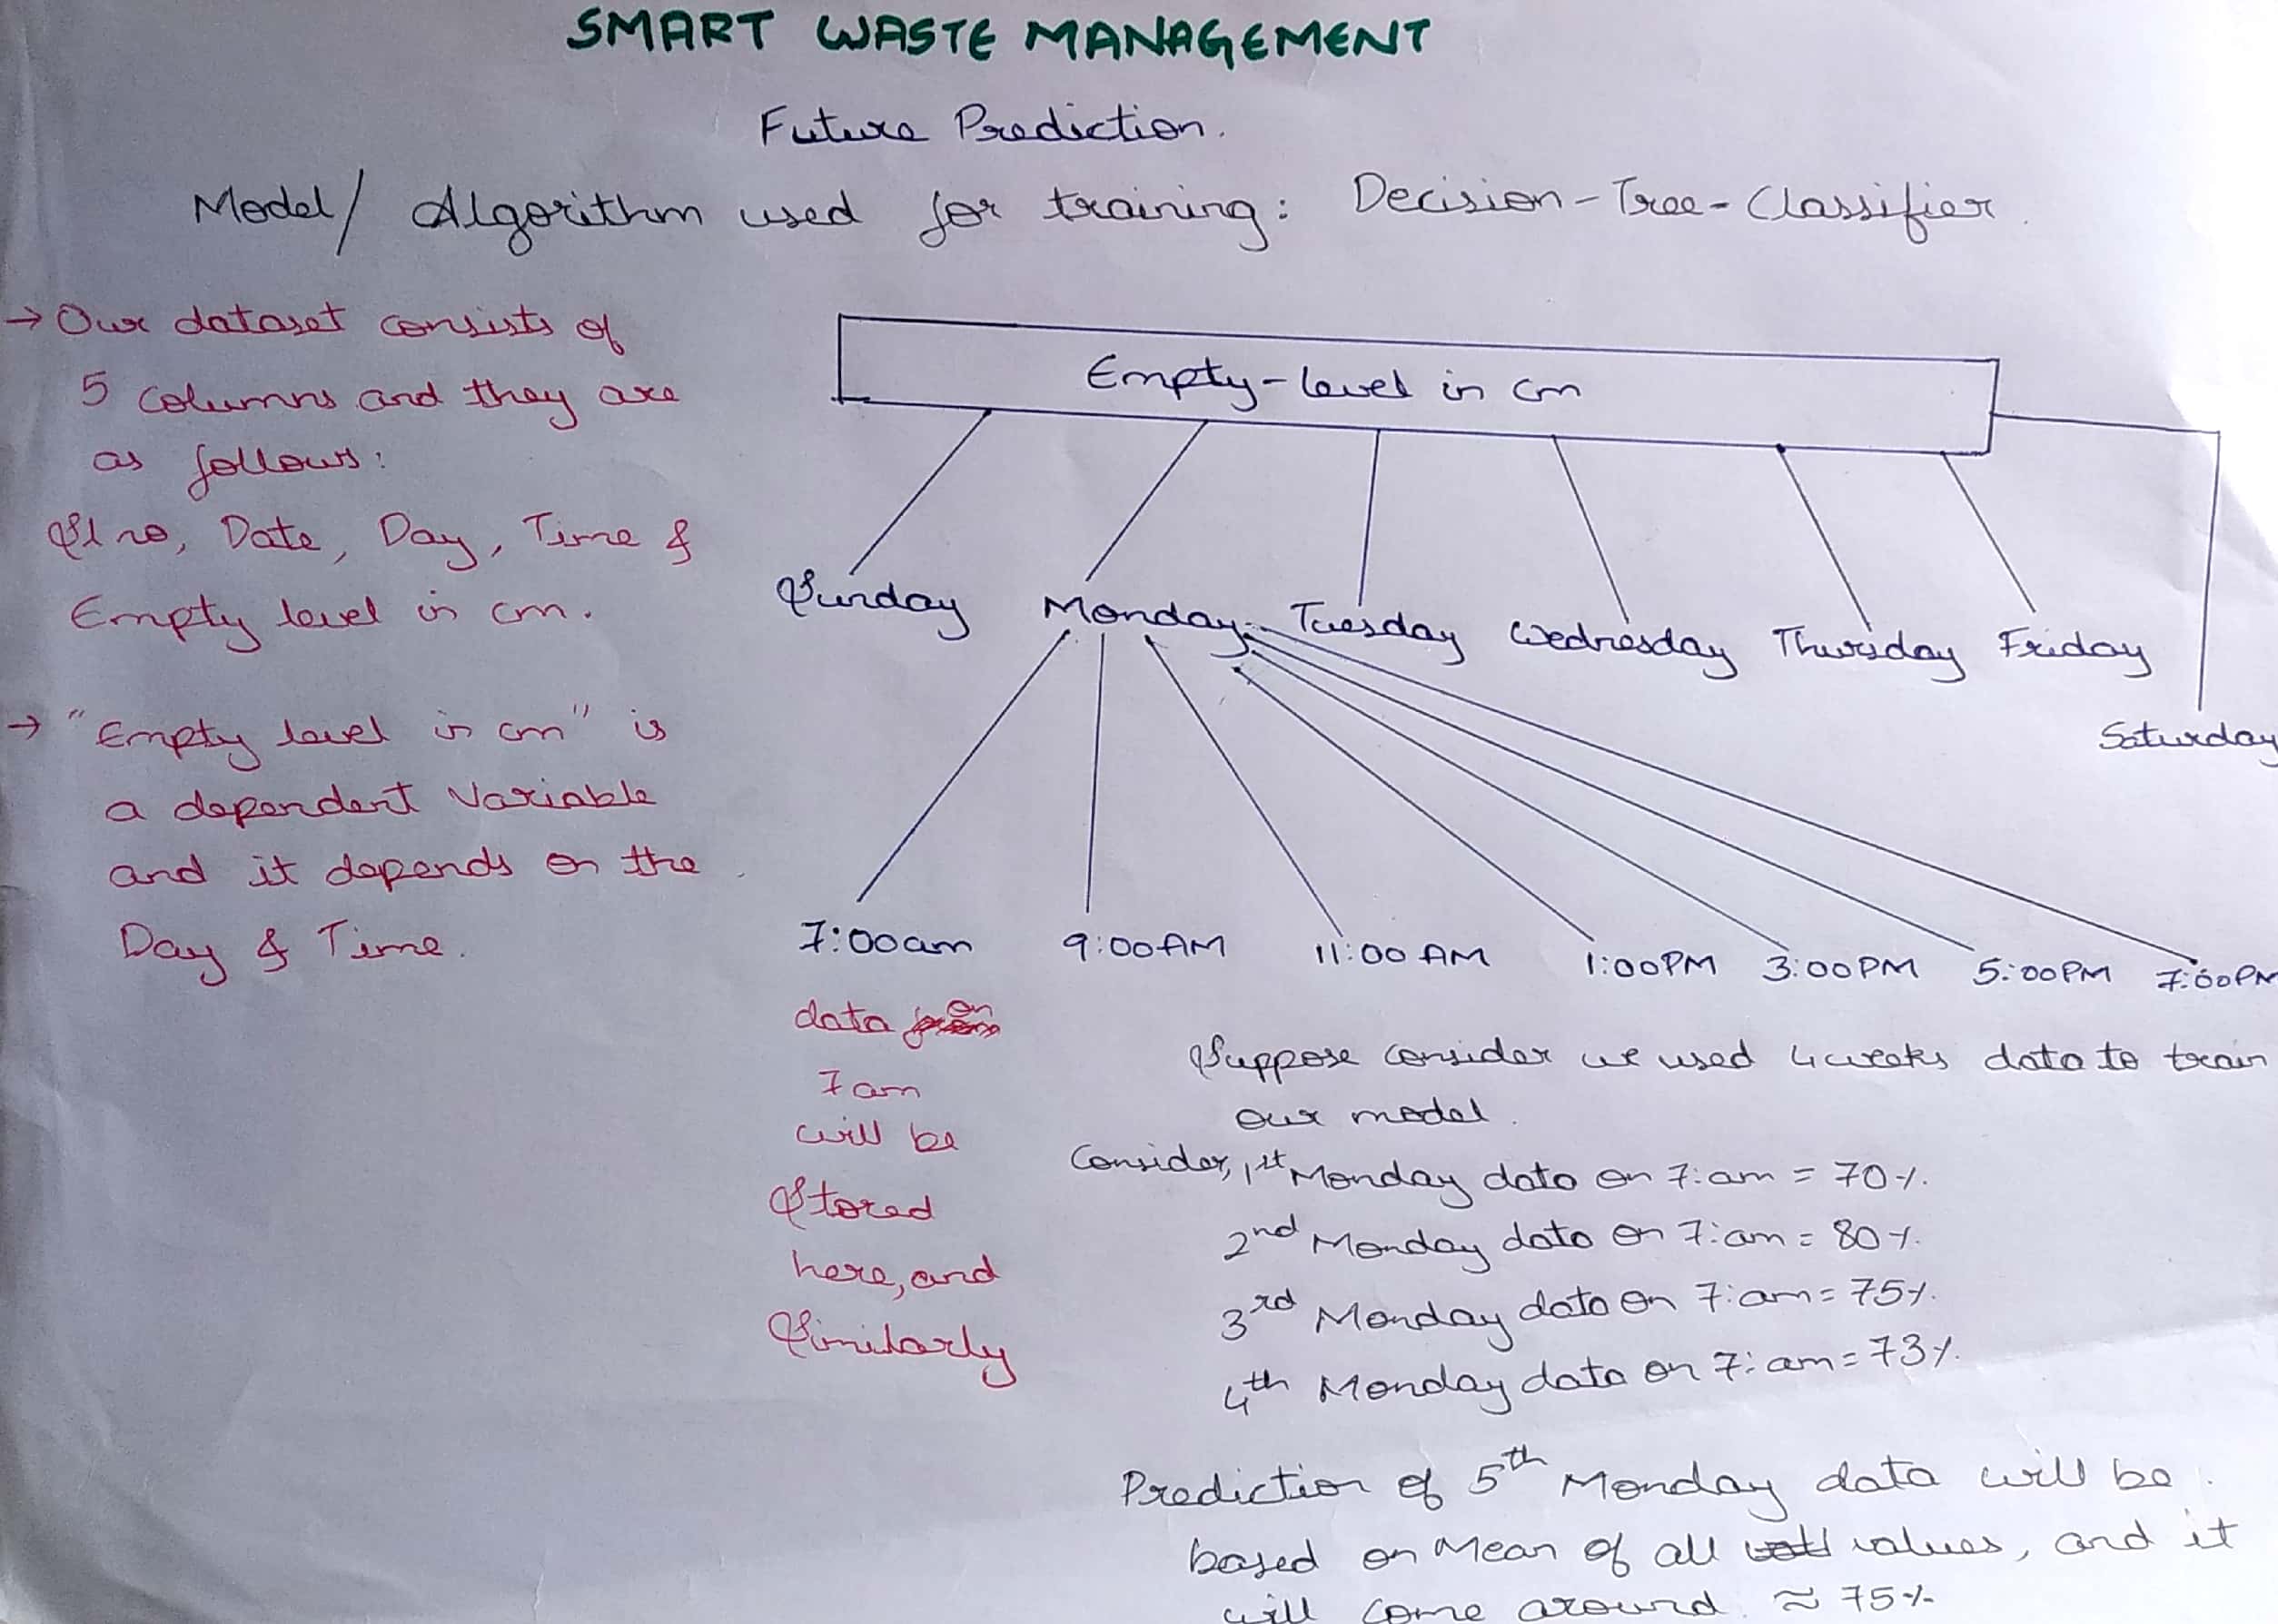 SMART WASTE MANAGEMENT
Future Prediction.
Model/ Algorithm used for training: Decision-Tree-Classifier.
→ Our dataset consists of
5 columns and they are
as follows:
Sl no, Date, Day, Time &
Empty level in cm.
→ "Empty level in cm" is
a dependent Variable
and it depends on the
Day & Time.
Empty-level in cm
Sunday Monday Tuesday Wednesday Thursday Friday
Saturday
7:00am 9:00AM 11:00 AM 1:00PM 3:00PM 5:00PM 7:00PM
data on
7am
will be
Stored
here, and
Similarly
Suppose consider we used 4 weeks data to train
our model.
Consider, 1st Monday data on 7:am = 70%.
2nd Monday data on 7:am = 80%.
3rd Monday data on 7:am = 75%.
4th Monday data on 7:am = 73%.
Prediction of 5th Monday data will be
based on Mean of all values, and it
will come around ≈ 75%